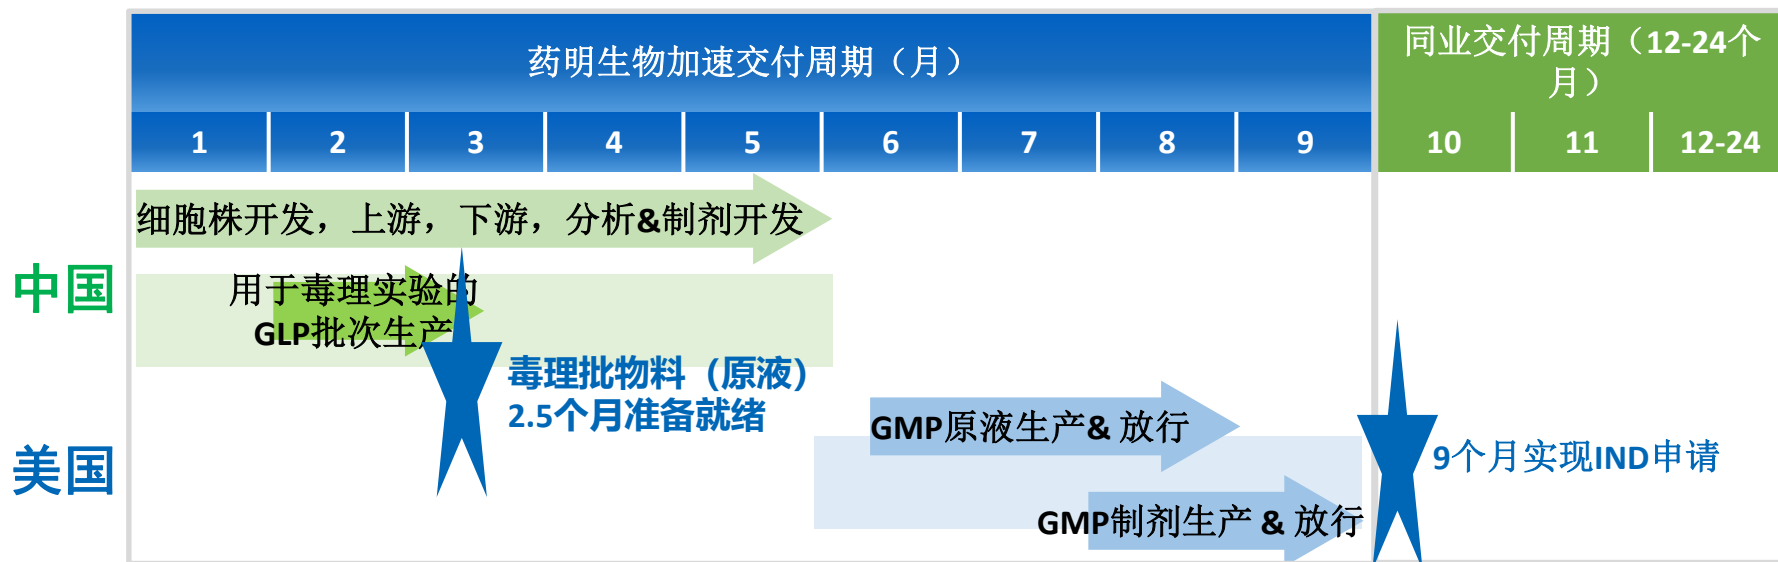 药明生物加速交付周期（月）
同业交付周期（12-24个
月）
1 2 3 4 5 6 7 8 9 10 11 12-24
细胞株开发，上游，下游，分析&制剂开发
中国
用于毒理实验的
GLP批次生产
毒理批物料（原液）
2.5个月准备就绪
美国
GMP原液生产& 放行
9个月实现IND申请
GMP制剂生产 & 放行